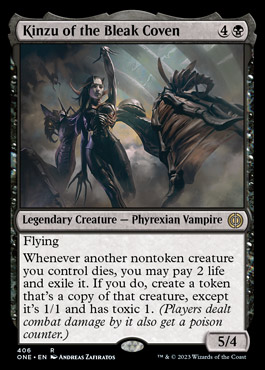 Kinzu of the Bleak Coven 4
Legendary Creature — Phyrexian Vampire
Flying
Whenever another nontoken creature
you control dies, you may pay 2 life
and exile it. If you do, create a token
that's a copy of that creature, except
it's 1/1 and has toxic 1. (Players dealt
combat damage by it also get a poison
counter.)
5/4
406 R
ONE • EN Andreas Zafiratos ™ & © 2023 Wizards of the Coast